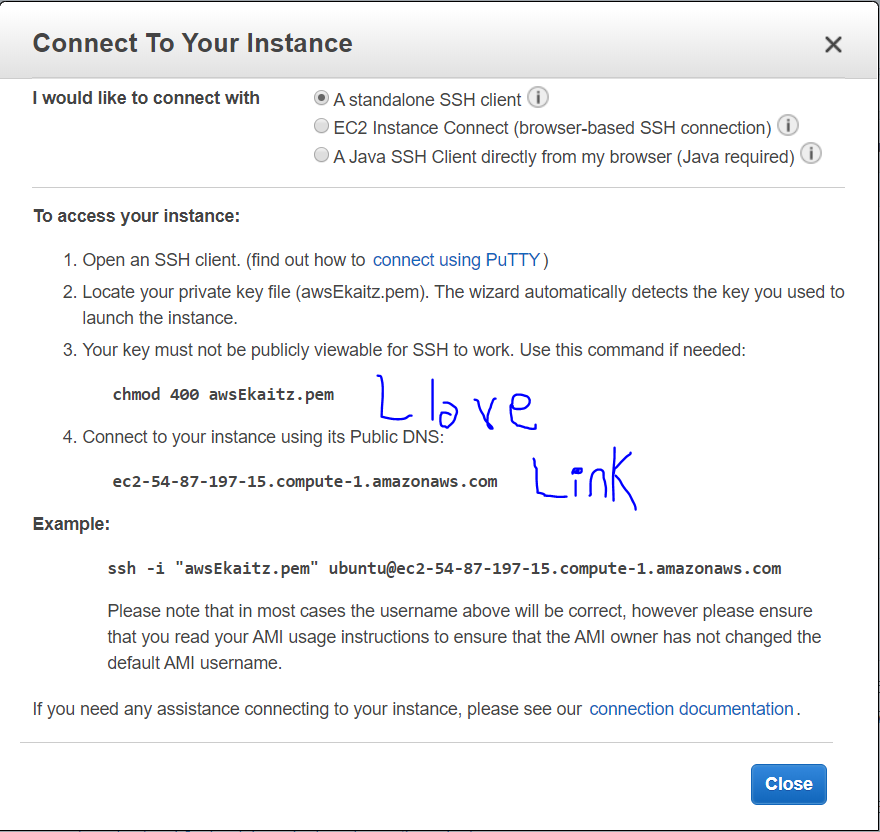 Connect To Your Instance
I would like to connect with
A standalone SSH client
EC2 Instance Connect (browser-based SSH connection)
A Java SSH Client directly from my browser (Java required)
To access your instance:
1. Open an SSH client. (find out how to connect using PuTTY )
2. Locate your private key file (awsEkaitz.pem). The wizard automatically detects the key you used to
launch the instance.
3. Your key must not be publicly viewable for SSH to work. Use this command if needed:
chmod 400 awsEkaitz.pem
Llave
4. Connect to your instance using its Public DNS:
ec2-54-87-197-15.compute-1.amazonaws.com
Link
Example:
ssh -i "awsEkaitz.pem" ubuntu@ec2-54-87-197-15.compute-1.amazonaws.com
Please note that in most cases the username above will be correct, however please ensure
that you read your AMI usage instructions to ensure that the AMI owner has not changed the
default AMI username.
If you need any assistance connecting to your instance, please see our connection documentation .
Close